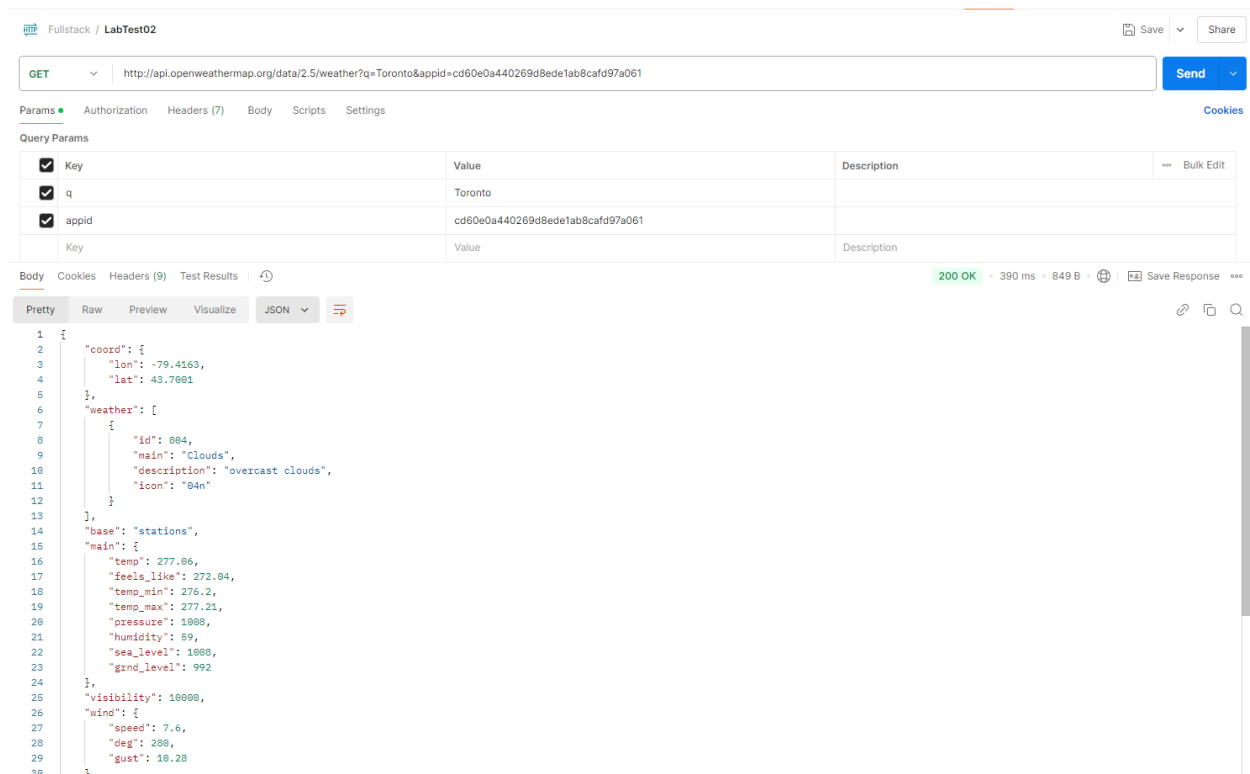 HTTP Fullstack / LabTest02 Save Share
GET http://api.openweathermap.org/data/2.5/weather?q=Toronto&appid=cd60e0a440269d8ede1ab8cafd97a061 Send
Params Authorization Headers (7) Body Scripts Settings Cookies
Query Params
Key Value Description Bulk Edit
q Toronto
appid cd60e0a440269d8ede1ab8cafd97a061
Key Value Description
Body Cookies Headers (9) Test Results 200 OK 390 ms 849 B e.g. Save Response
Pretty Raw Preview Visualize JSON
1 {
2 "coord": {
3 "lon": -79.4163,
4 "lat": 43.7001
5 },
6 "weather": [
7 {
8 "id": 804,
9 "main": "Clouds",
10 "description": "overcast clouds",
11 "icon": "04n"
12 }
13 ],
14 "base": "stations",
15 "main": {
16 "temp": 277.06,
17 "feels_like": 272.04,
18 "temp_min": 276.2,
19 "temp_max": 277.21,
20 "pressure": 1008,
21 "humidity": 59,
22 "sea_level": 1008,
23 "grnd_level": 992
24 },
25 "visibility": 10000,
26 "wind": {
27 "speed": 7.6,
28 "deg": 280,
29 "gust": 10.28
30 }